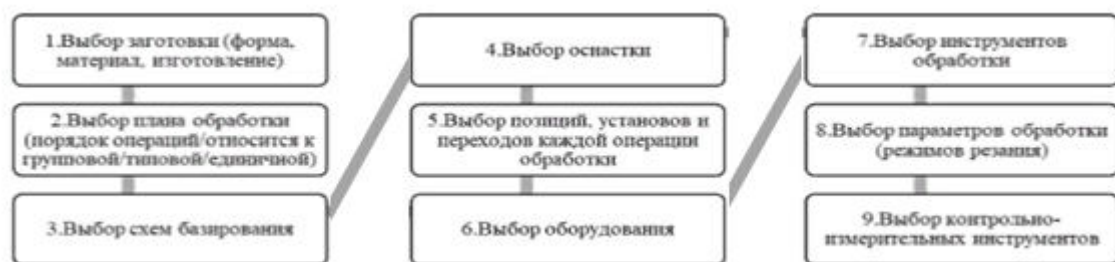 1.Выбор заготовки (форма,
материал, изготовление)
2.Выбор плана обработки
(порядок операций/относится к
групповой/типовой/единичной)
3.Выбор схем базирования
4.Выбор оснастки
5.Выбор позиций, установов и
переходов каждой операции
обработки
6.Выбор оборудования
7.Выбор инструментов
обработки
8.Выбор параметров обработки
(режимов резания)
9.Выбор контрольно-
измерительных инструментов